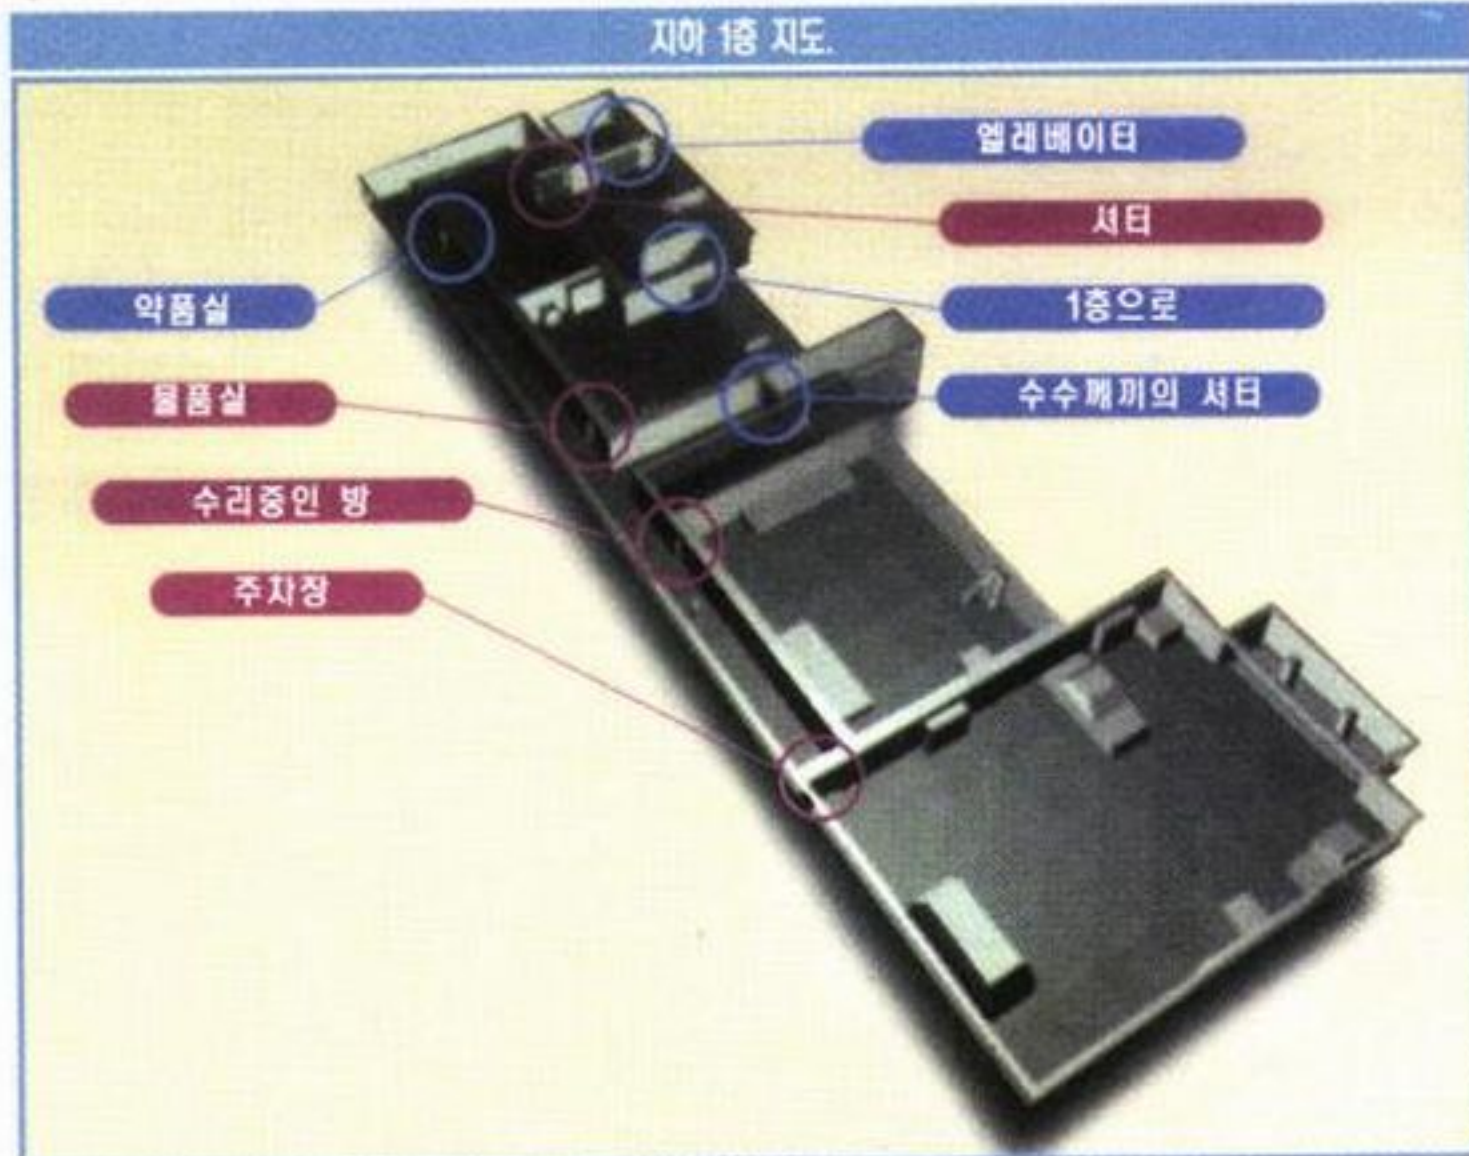 지하 1층 지도.
엘레베이터
셔터
약품실
1층으로
물품실
수수께끼의 셔터
수리중인 방
주차장